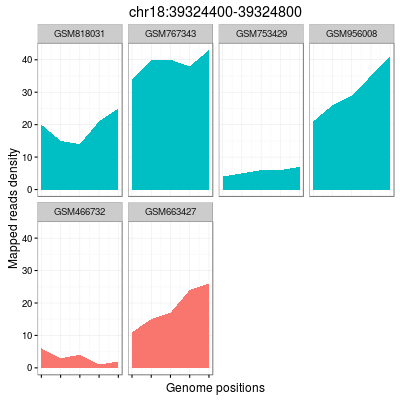 chr18:39324400-39324800
GSM818031 GSM767343 GSM753429 GSM956008
40
30
20
10
0
Mapped reads density
GSM466732 GSM663427
40
30
20
10
0
Genome positions